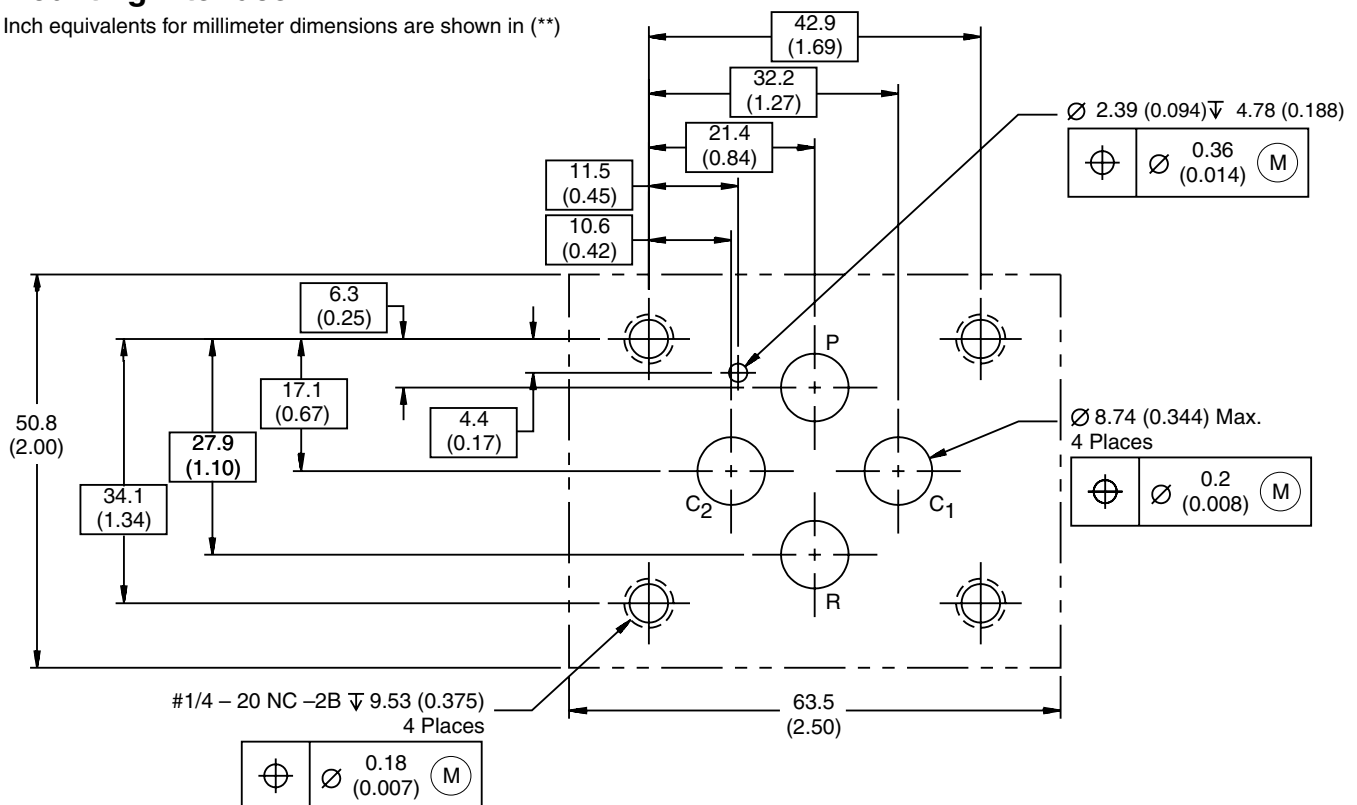 Inch equivalents for millimeter dimensions are shown in (**)
42.9
(1.69)
32.2
(1.27)
Ø 2.39 (0.094)↧ 4.78 (0.188)
21.4
(0.84)
⌖ Ø 0.36
(0.014) Ⓜ
11.5
(0.45)
10.6
(0.42)
6.3
(0.25)
P
17.1
(0.67)
4.4
(0.17)
50.8
(2.00)
27.9
(1.10)
Ø 8.74 (0.344) Max.
4 Places
34.1
(1.34)
C2
C1
⌖ Ø 0.2
(0.008) Ⓜ
R
#1/4 – 20 NC –2B ↧ 9.53 (0.375)
4 Places
63.5
(2.50)
⌖ Ø 0.18
(0.007) Ⓜ